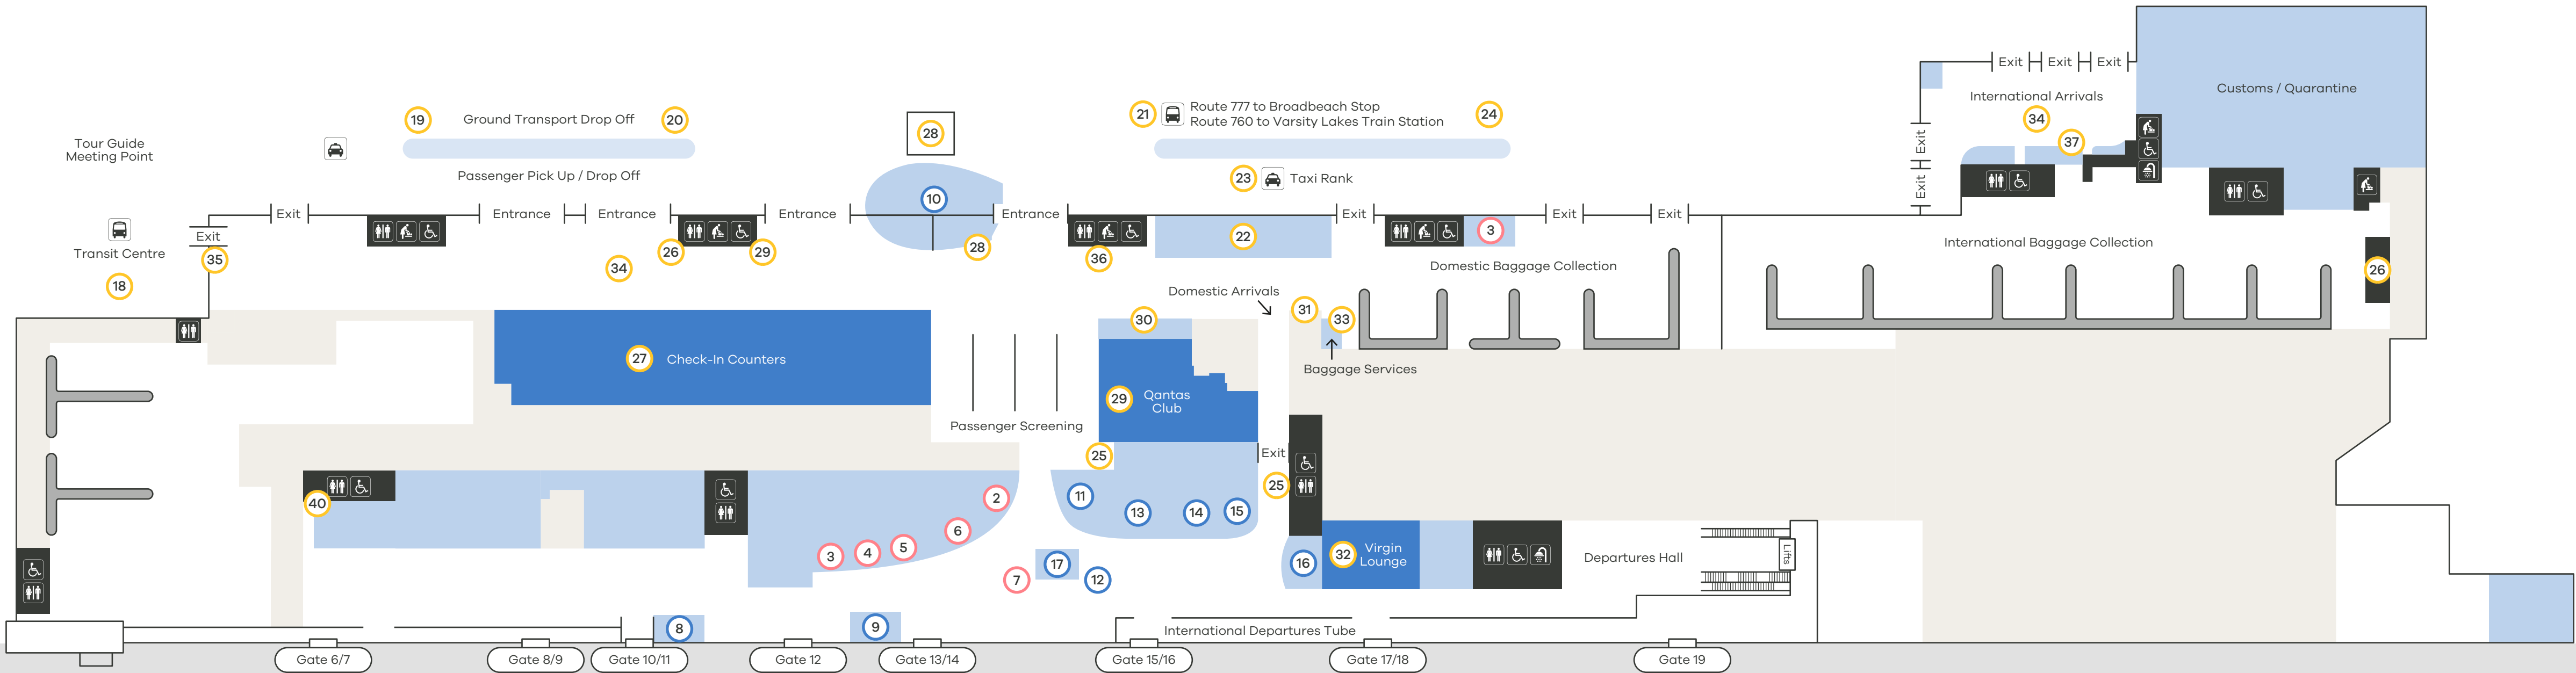 Exit
Exit
Exit
Customs / Quarantine
International Arrivals
34
37
Exit
Exit
19
Ground Transport Drop Off
20
28
21
Route 777 to Broadbeach Stop
Route 760 to Varsity Lakes Train Station
24
Tour Guide
Meeting Point
Passenger Pick Up / Drop Off
23
Taxi Rank
10
Exit
Entrance
Entrance
Entrance
Entrance
Exit
Exit
Exit
Exit
Transit Centre
18
35
34
26
29
28
36
22
3
Domestic Baggage Collection
International Baggage Collection
26
Domestic Arrivals
31
33
30
Baggage Services
27
Check-In Counters
Passenger Screening
29
Qantas
Club
25
Exit
25
40
2
6
5
4
3
11
13
14
15
7
17
12
16
32
Virgin
Lounge
Departures Hall
Lifts
8
9
International Departures Tube
Gate 6/7
Gate 8/9
Gate 10/11
Gate 12
Gate 13/14
Gate 15/16
Gate 17/18
Gate 19